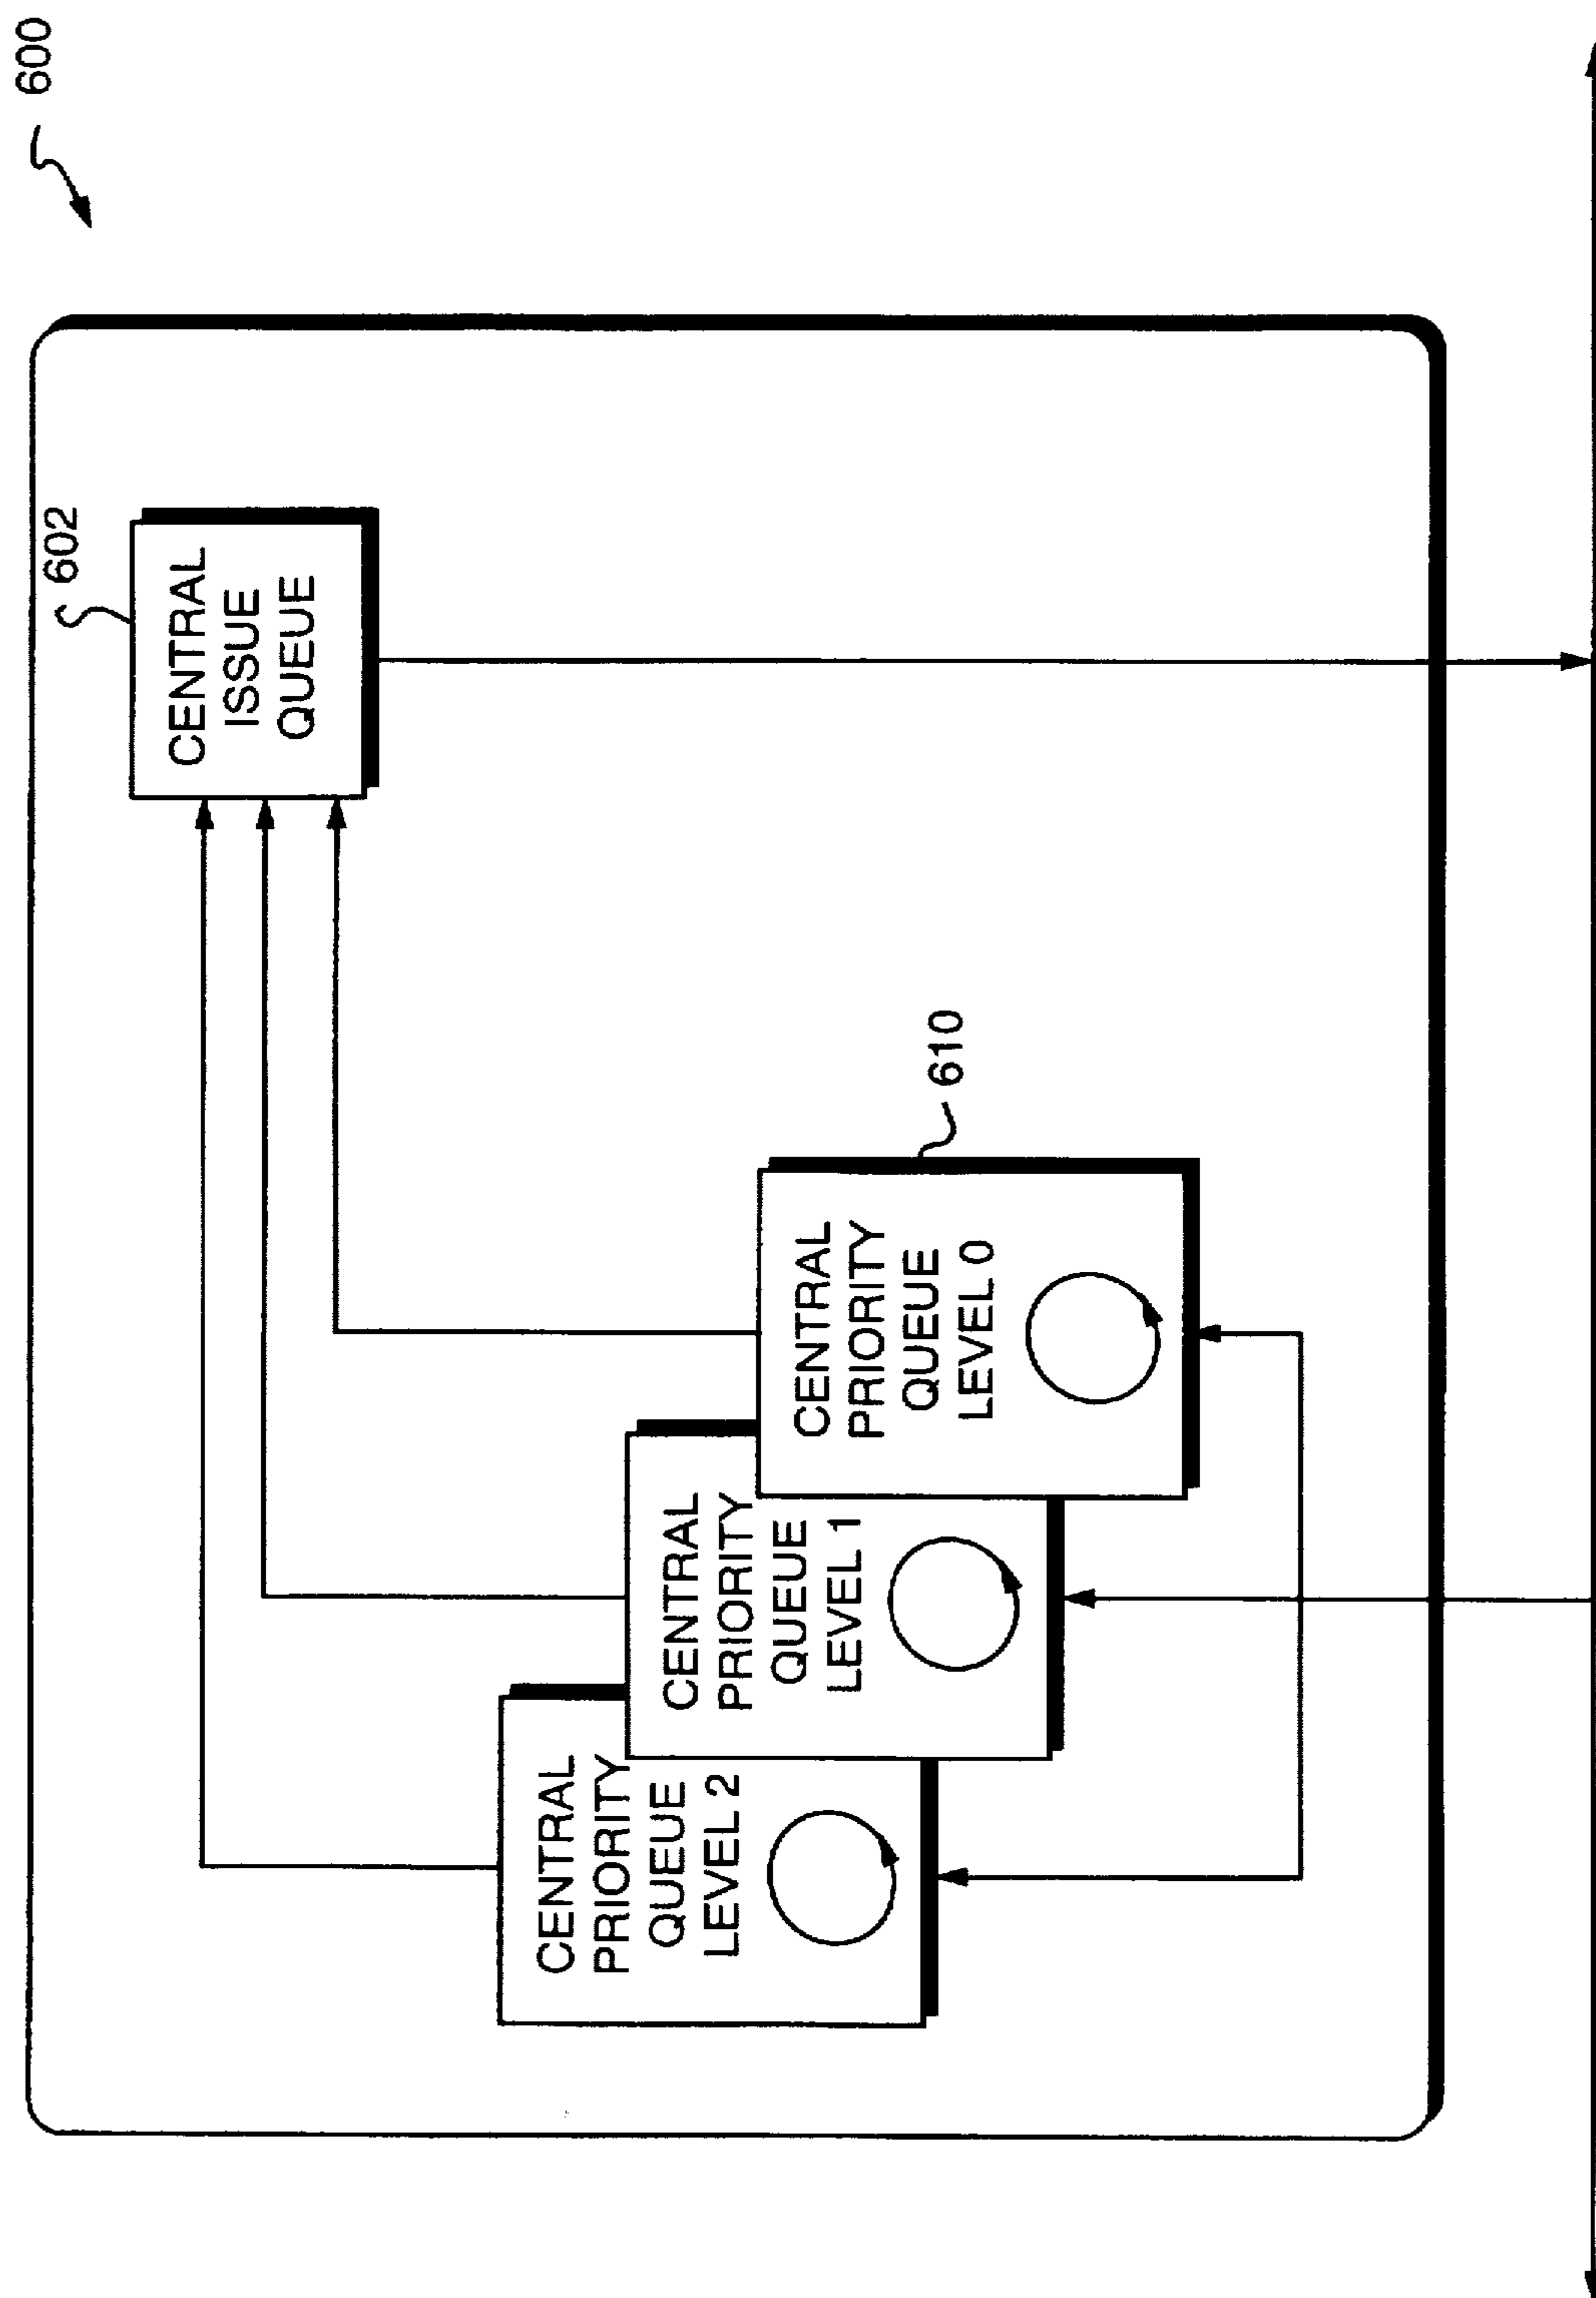 600
602
CENTRAL
ISSUE
QUEUE
610
CENTRAL
PRIORITY
QUEUE
LEVEL 2
CENTRAL
PRIORITY
QUEUE
LEVEL 1
CENTRAL
PRIORITY
QUEUE
LEVEL 0